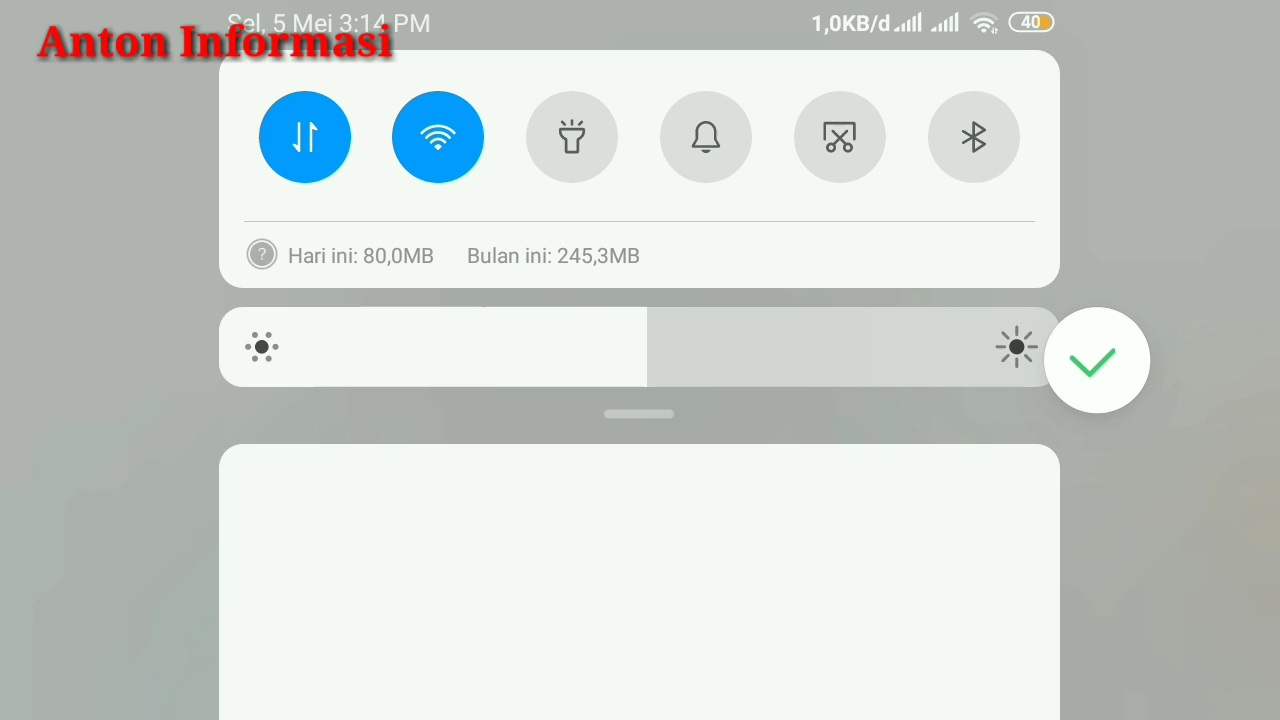 Sel, 5 Mei 3:14 PM
1,0KB/d
40
Anton Informasi
?
Hari ini: 80,0MB
Bulan ini: 245,3MB